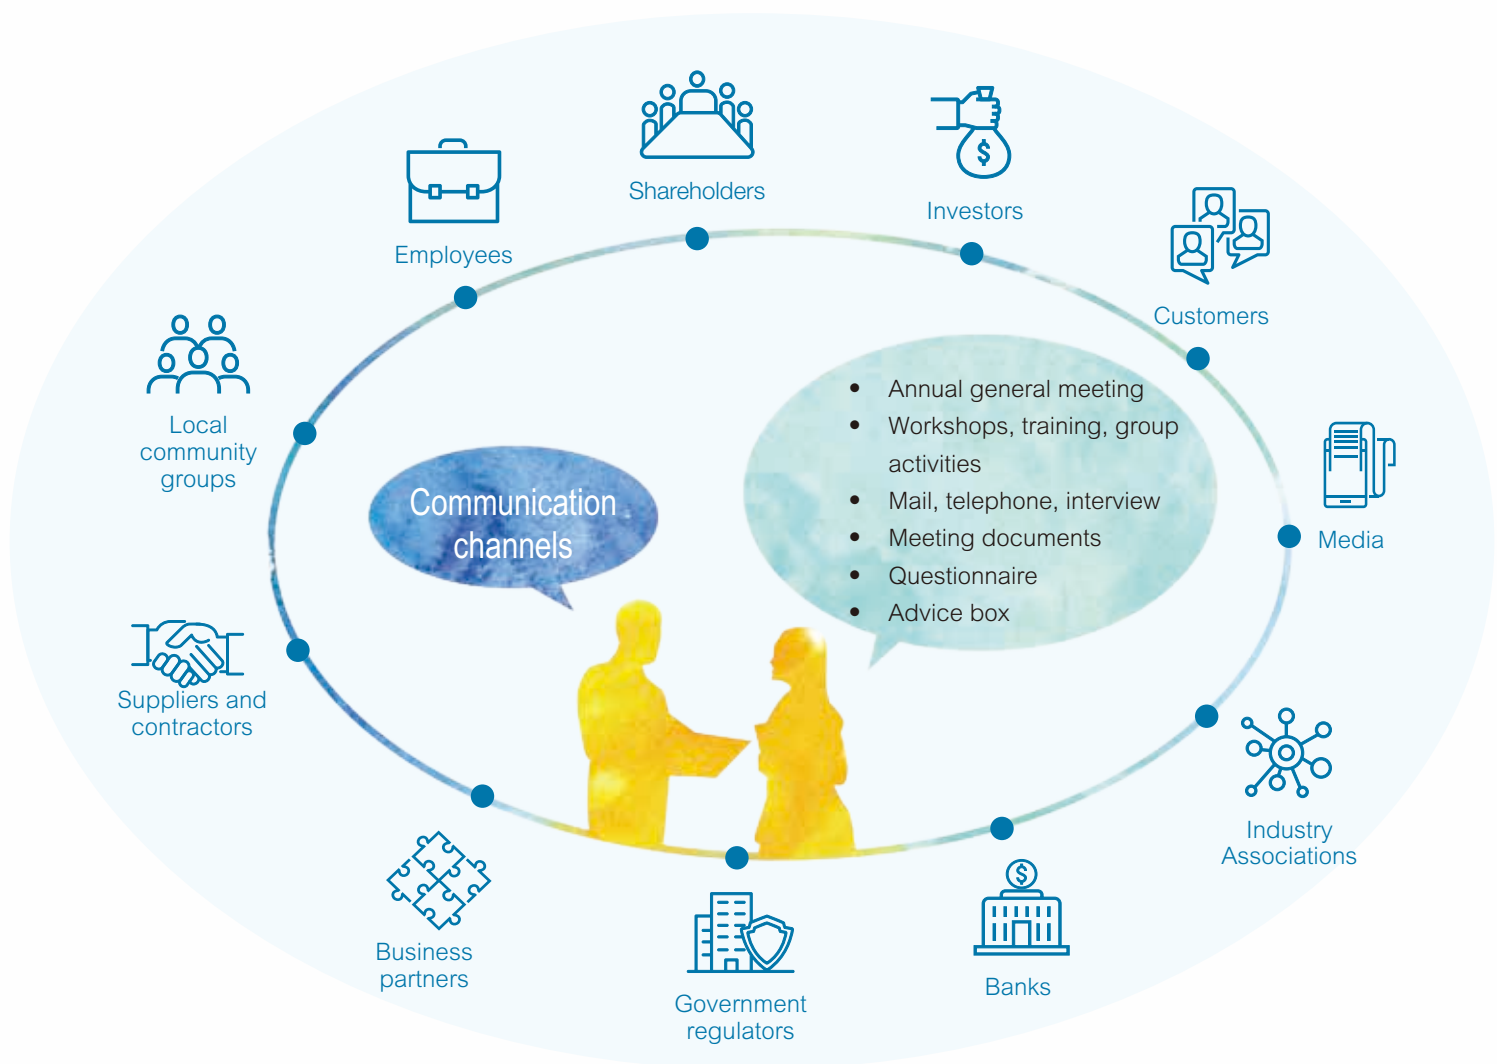 Shareholders
Investors
Employees
Customers
Local
community
groups
Communication
channels
• Annual general meeting
• Workshops, training, group
activities
• Mail, telephone, interview
• Meeting documents
• Questionnaire
• Advice box
Media
Suppliers and
contractors
Industry
Associations
Business
partners
Government
regulators
Banks
$
$